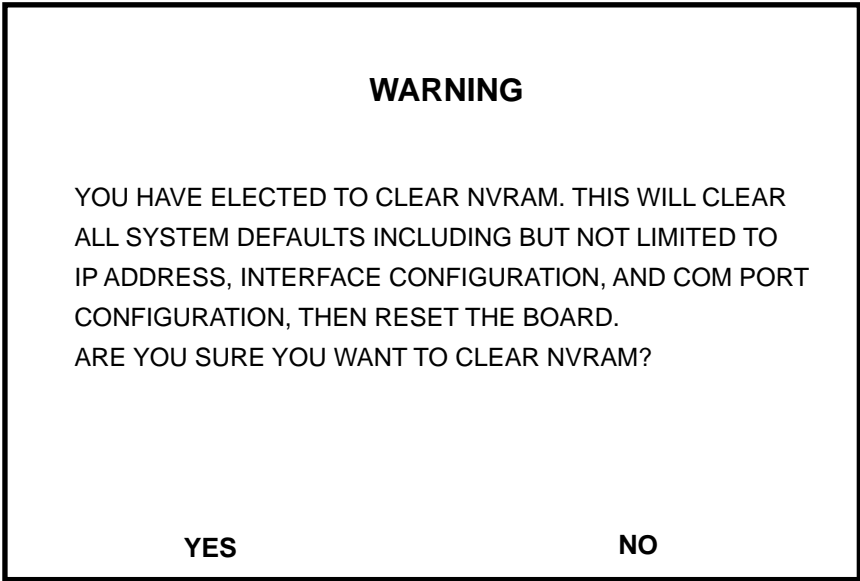 WARNING
YOU HAVE ELECTED TO CLEAR NVRAM. THIS WILL CLEAR
ALL SYSTEM DEFAULTS INCLUDING BUT NOT LIMITED TO
IP ADDRESS, INTERFACE CONFIGURATION, AND COM PORT
CONFIGURATION, THEN RESET THE BOARD.
ARE YOU SURE YOU WANT TO CLEAR NVRAM?
YES NO